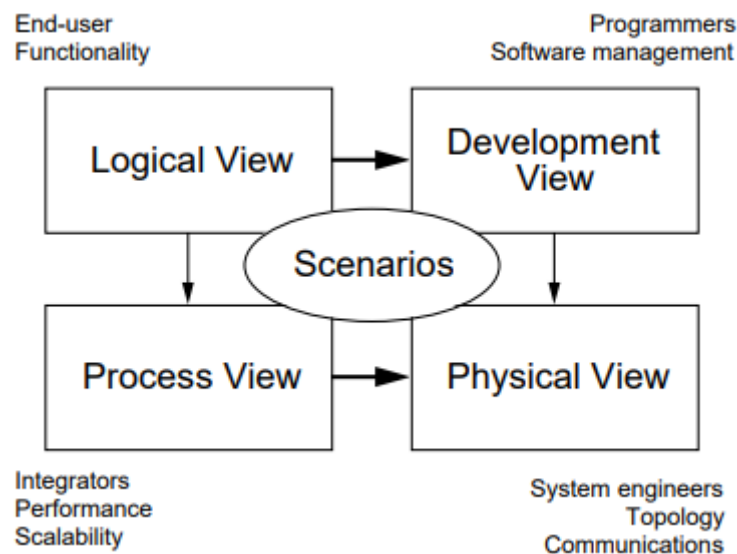 End-user
Functionality
Programmers
Software management
Logical View
Development
View
Scenarios
Process View
Physical View
Integrators
Performance
Scalability
System engineers
Topology
Communications